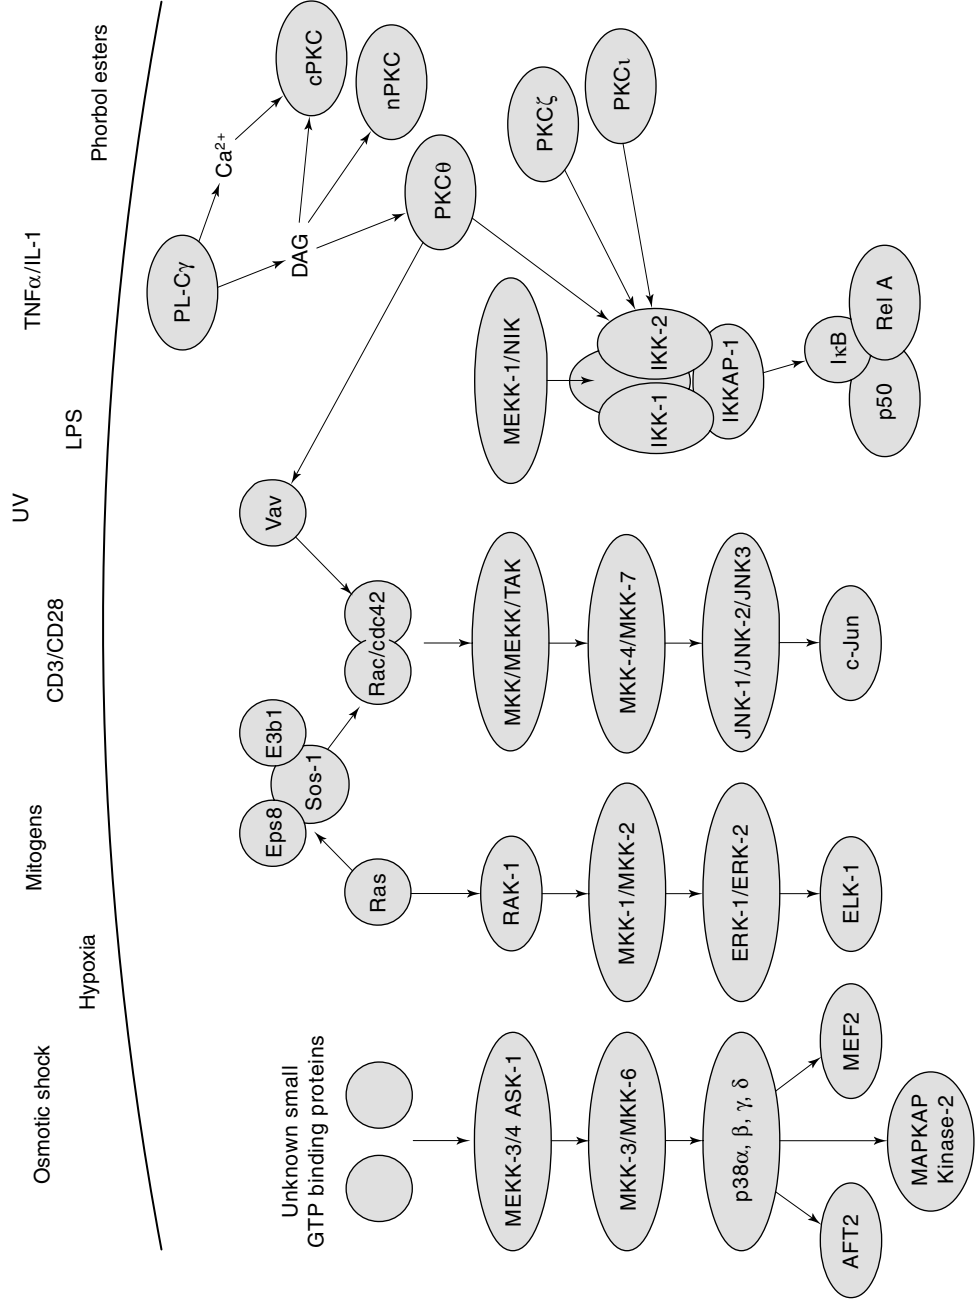 Osmotic shock
Hypoxia
Mitogens
CD3/CD28
UV
LPS
TNFα/IL-1
Phorbol esters
Unknown small
GTP binding proteins
MEKK-3/4 ASK-1
MKK-3/MKK-6
p38α, β, γ, δ
AFT2
MAPKAP
Kinase-2
MEF2
Ras
Eps8
Sos-1
E3b1
RAK-1
MKK-1/MKK-2
ERK-1/ERK-2
ELK-1
Vav
Rac/cdc42
MKK/MEKK/TAK
MKK-4/MKK-7
JNK-1/JNK-2/JNK3
c-Jun
PL-Cγ
Ca2+
DAG
cPKC
nPKC
PKCθ
PKCζ
PKCι
MEKK-1/NIK
IKK-1
IKK-2
IKKAP-1
IκB
p50
Rel A